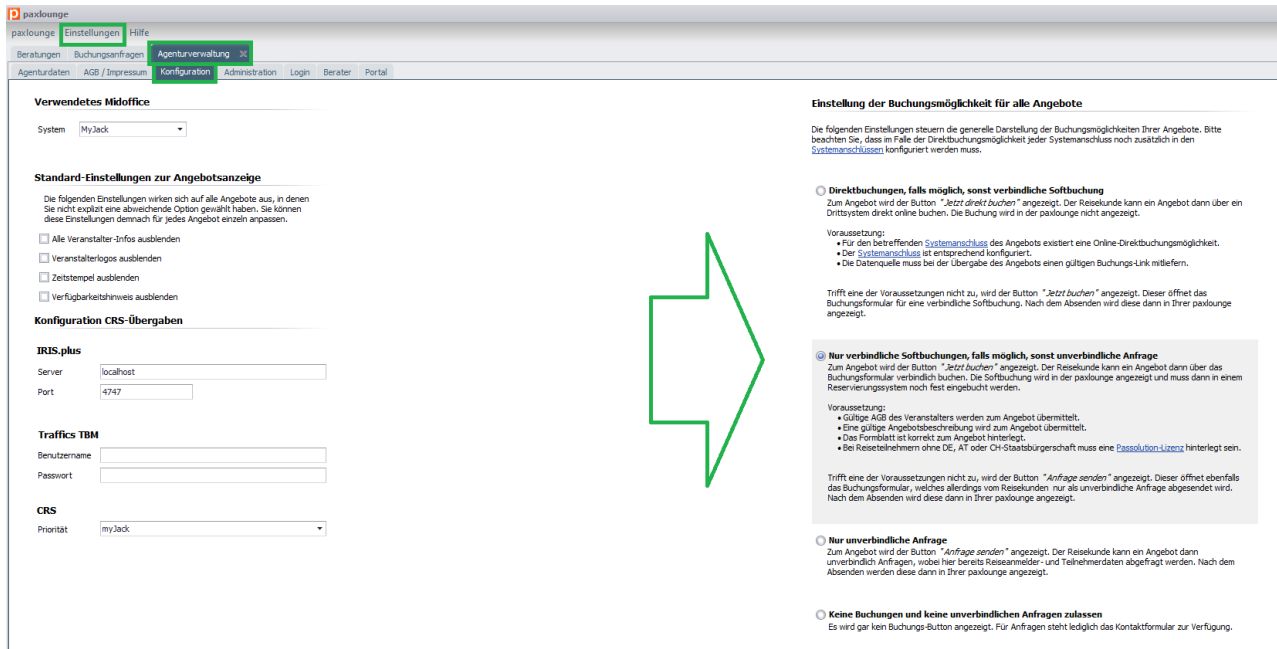 paxlounge
paxlounge Einstellungen Hilfe
Beratungen Buchungsanfragen Agenturverwaltung
Agenturdaten AGB / Impressum Konfiguration Administration Login Berater Portal
Verwendetes Midoffice
System MyJack
Standard-Einstellungen zur Angebotsanzeige
Die folgenden Einstellungen wirken sich auf alle Angebote aus, in denen
Sie nicht explizit eine abweichende Option gewählt haben. Sie können
diese Einstellungen demnach für jedes Angebot einzeln anpassen.
Alle Veranstalter-Infos ausblenden
Veranstalterlogos ausblenden
Zeitstempel ausblenden
Verfügbarkeitshinweis ausblenden
Konfiguration CRS-Übergaben
IRIS.plus
Server localhost
Port 4747
Traffics TBM
Benutzername
Passwort
CRS
Priorität myJack
Einstellung der Buchungsmöglichkeit für alle Angebote
Die folgenden Einstellungen steuern die generelle Darstellung der Buchungsmöglichkeiten Ihrer Angebote. Bitte
beachten Sie, dass im Falle der Direktbuchungsmöglichkeit jeder Systemanschluss noch zusätzlich in den
Systemanschlüssen konfiguriert werden muss.
Direktbuchungen, falls möglich, sonst verbindliche Softbuchung
Zum Angebot wird der Button "Jetzt direkt buchen" angezeigt. Der Reisekunde kann ein Angebot dann über ein
Drittsystem direkt online buchen. Die Buchung wird in der paxlounge nicht angezeigt.
Voraussetzung:
• Für den betreffenden Systemanschluss des Angebots existiert eine Online-Direktbuchungsmöglichkeit.
• Der Systemanschluss ist entsprechend konfiguriert.
• Die Datenquelle muss bei der Übergabe des Angebots einen gültigen Buchungs-Link mitliefern.
Trifft eine der Voraussetzungen nicht zu, wird der Button "Jetzt buchen" angezeigt. Dieser öffnet das
Buchungsformular für eine verbindliche Softbuchung. Nach dem Absenden wird diese dann in Ihrer paxlounge
angezeigt.
Nur verbindliche Softbuchungen, falls möglich, sonst unverbindliche Anfrage
Zum Angebot wird der Button "Jetzt buchen" angezeigt. Der Reisekunde kann ein Angebot dann über das
Buchungsformular verbindlich buchen. Die Softbuchung wird in der paxlounge angezeigt und muss dann in einem
Reservierungssystem noch fest eingebucht werden.
Voraussetzung:
• Gültige AGB des Veranstalters werden zum Angebot übermittelt.
• Eine gültige Angebotsbeschreibung wird zum Angebot übermittelt.
• Das Formblatt ist korrekt zum Angebot hinterlegt.
• Bei Reiseteilnehmern ohne DE, AT oder CH-Staatsbürgerschaft muss eine Passolution-Lizenz hinterlegt sein.
Trifft eine der Voraussetzungen nicht zu, wird der Button "Anfrage senden" angezeigt. Dieser öffnet ebenfalls
das Buchungsformular, welches allerdings vom Reisekunden nur als unverbindliche Anfrage abgesendet wird.
Nach dem Absenden wird diese dann in Ihrer paxlounge angezeigt.
Nur unverbindliche Anfrage
Zum Angebot wird der Button "Anfrage senden" angezeigt. Der Reisekunde kann ein Angebot dann
unverbindlich Anfragen, wobei hier bereits Reiseanmelder- und Teilnehmerdaten abgefragt werden. Nach dem
Absenden werden diese dann in Ihrer paxlounge angezeigt.
Keine Buchungen und keine unverbindlichen Anfragen zulassen
Es wird gar kein Buchungs-Button angezeigt. Für Anfragen steht lediglich das Kontaktformular zur Verfügung.